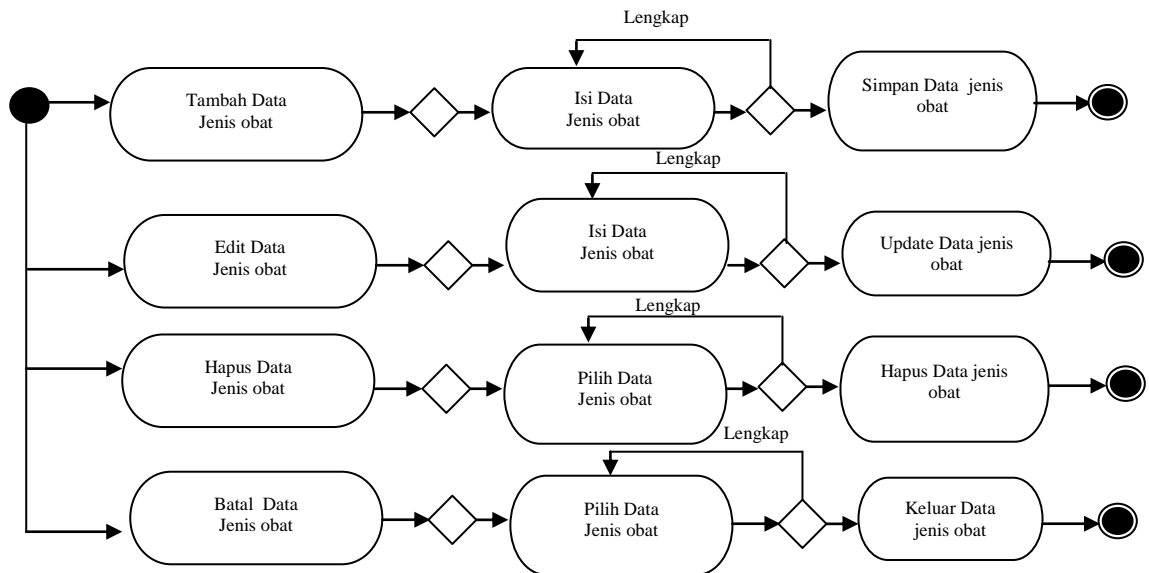 Lengkap
Tambah Data
Jenis obat
Isi Data
Jenis obat
Simpan Data jenis
obat
Lengkap
Edit Data
Jenis obat
Isi Data
Jenis obat
Update Data jenis
obat
Lengkap
Hapus Data
Jenis obat
Pilih Data
Jenis obat
Hapus Data jenis
obat
Lengkap
Batal Data
Jenis obat
Pilih Data
Jenis obat
Keluar Data
jenis obat